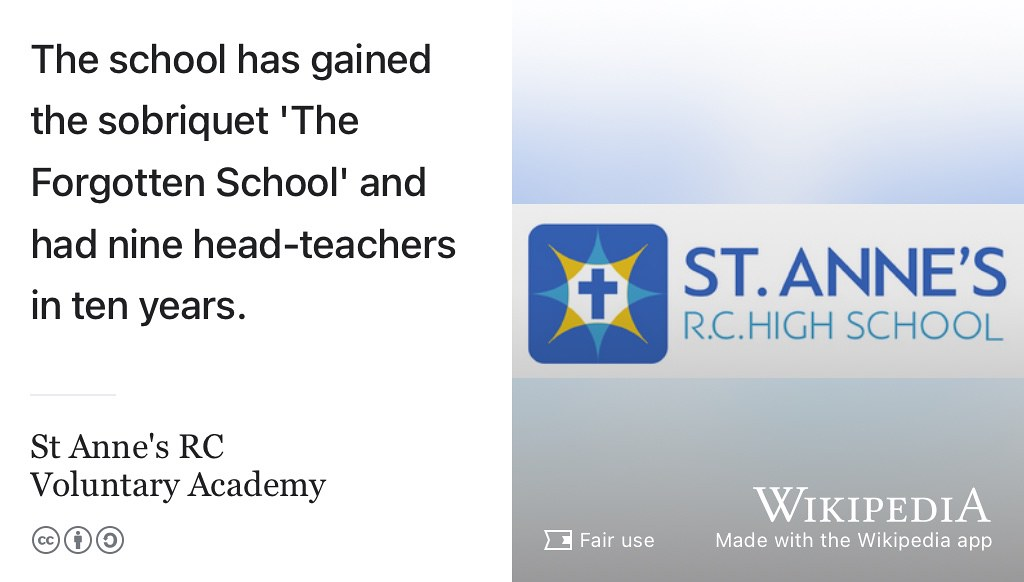 The school has gained
the sobriquet 'The
Forgotten School' and
had nine head-teachers
in ten years.
St Anne's RC
Voluntary Academy
cc
ST. ANNE'S
R.C. HIGH SCHOOL
WIKIPEDIA
Fair use
Made with the Wikipedia app